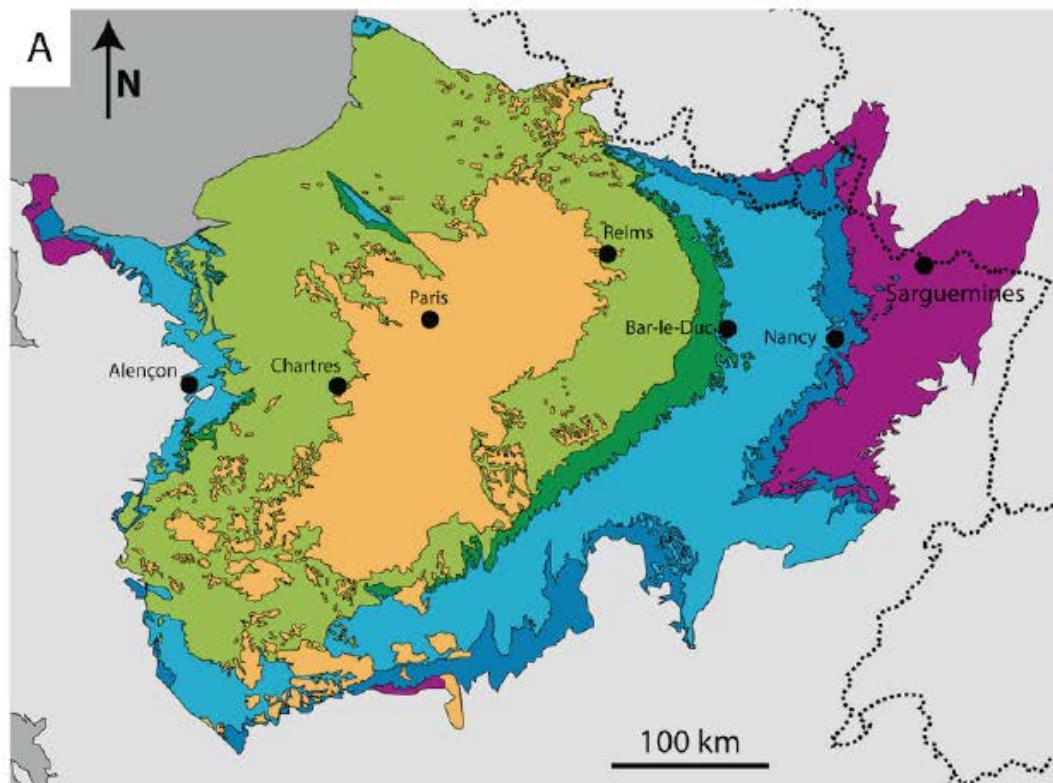 A
N
Reims
Paris
Sarguemines
Bar-le-Duc
Nancy
Alençon
Chartres
100 km